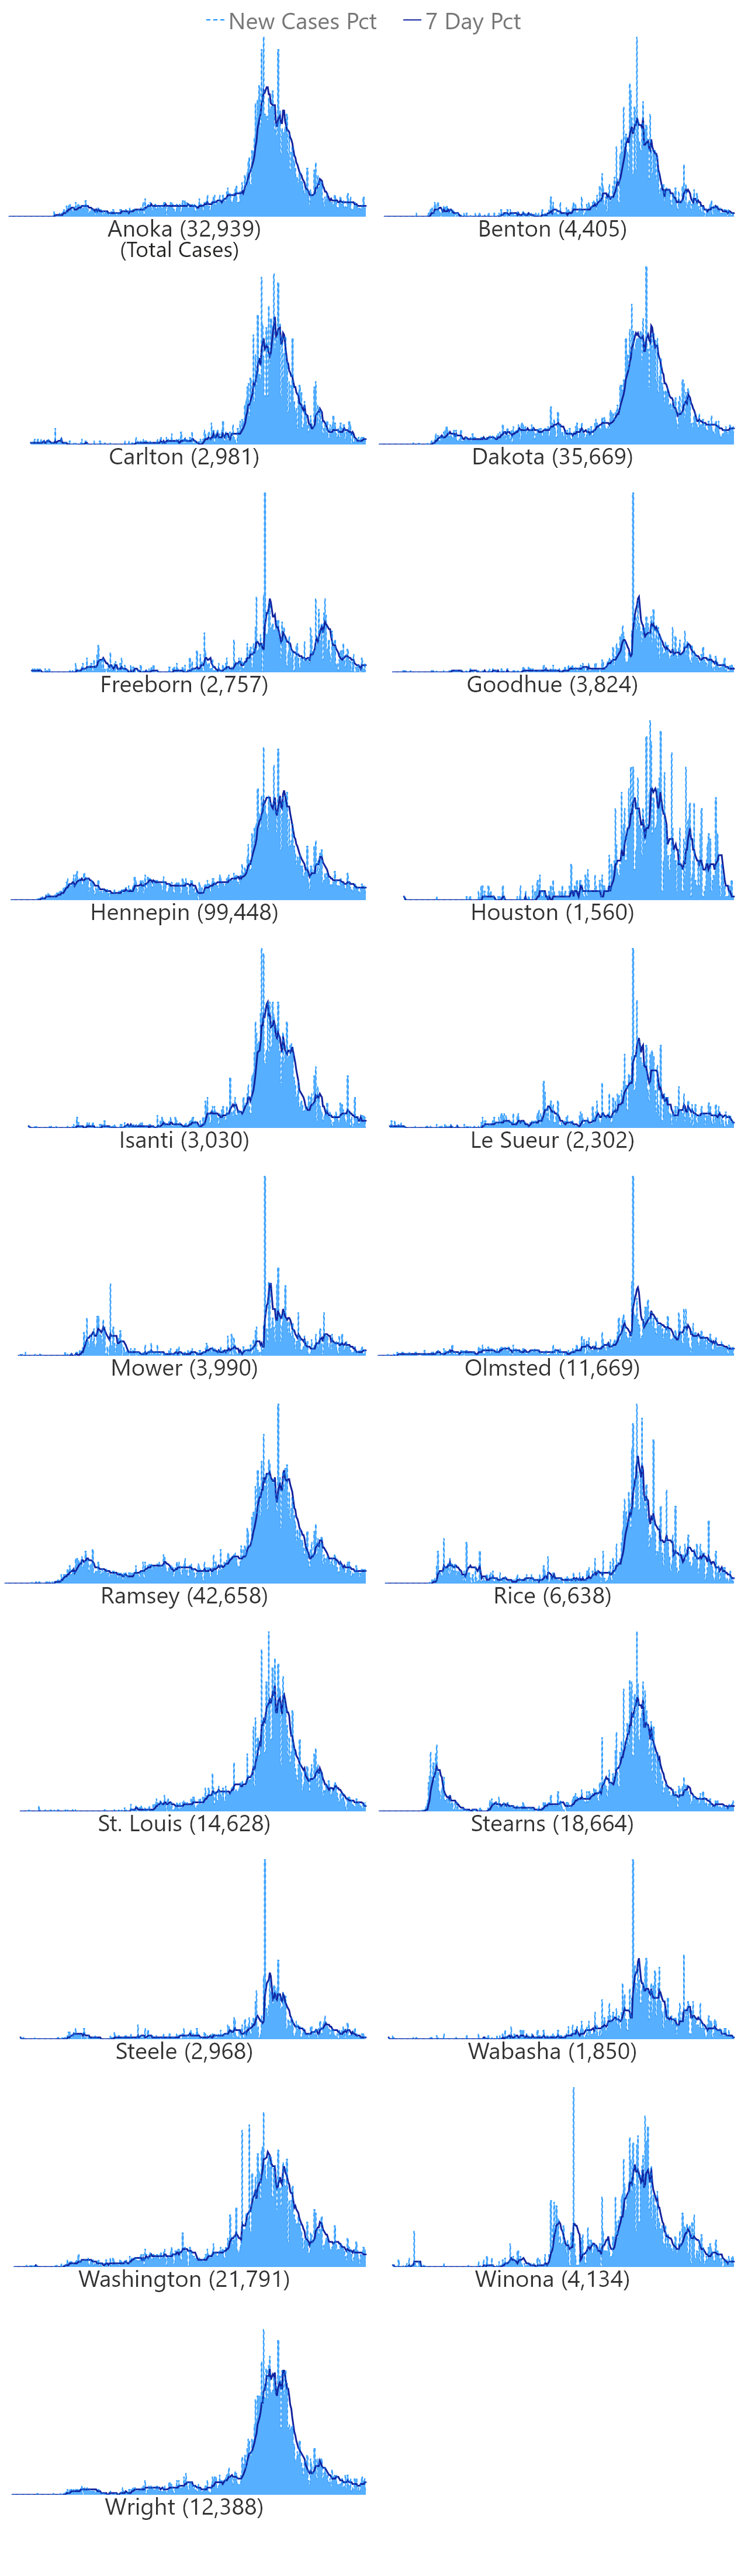 New Cases Pct 7 Day Pct
Anoka (32,939) Benton (4,405)
(Total Cases)
Carlton (2,981) Dakota (35,669)
Freeborn (2,757) Goodhue (3,824)
Hennepin (99,448) Houston (1,560)
Isanti (3,030) Le Sueur (2,302)
Mower (3,990) Olmsted (11,669)
Ramsey (42,658) Rice (6,638)
St. Louis (14,628) Stearns (18,664)
Steele (2,968) Wabasha (1,850)
Washington (21,791) Winona (4,134)
Wright (12,388)